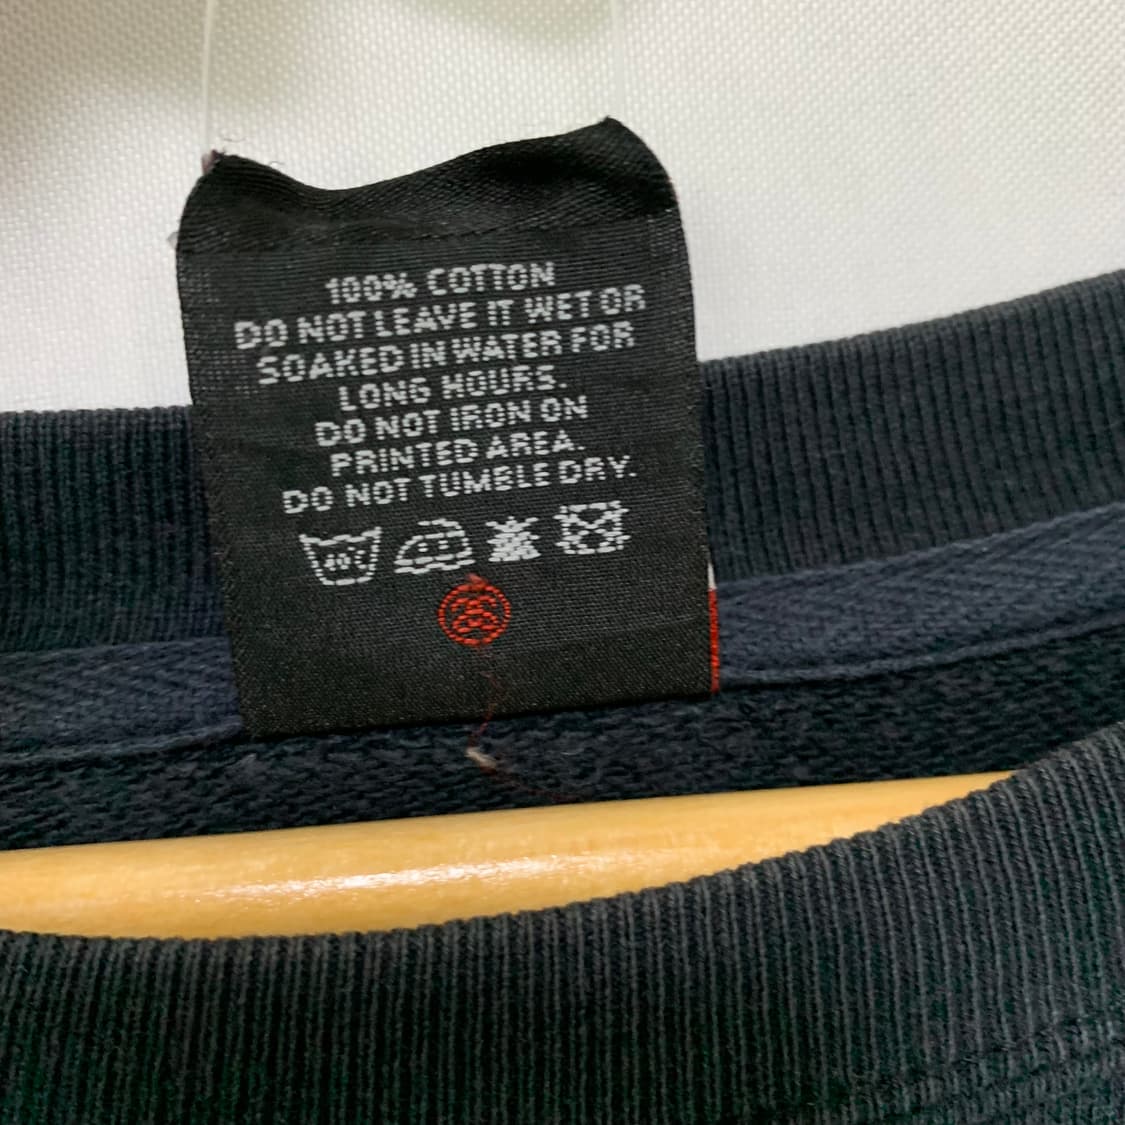 100% COTTON
DO NOT LEAVE IT WET OR
SOAKED IN WATER FOR
LONG HOURS.
DO NOT IRON ON
PRINTED AREA.
DO NOT TUMBLE DRY.
40°C